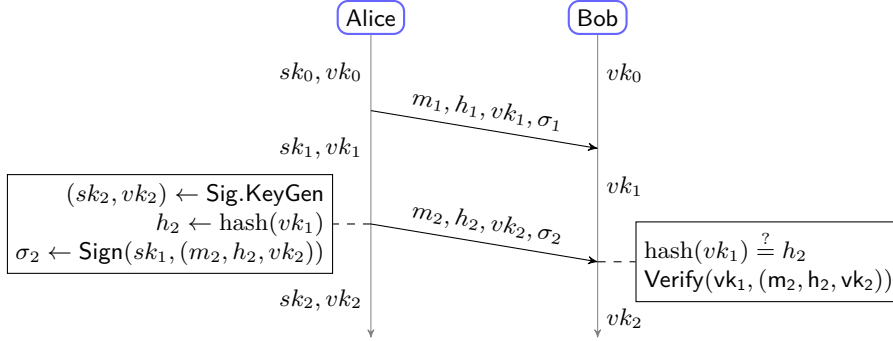 Alice
Bob
sk₀, vk₀
vk₀
m₁, h₁, vk₁, σ₁
sk₁, vk₁
vk₁
(sk₂, vk₂) ← Sig.KeyGen
h₂ ← hash(vk₁)
σ₂ ← Sign(sk₁, (m₂, h₂, vk₂))
m₂, h₂, vk₂, σ₂
hash(vk₁) ≟ h₂
Verify(vk₁, (m₂, h₂, vk₂))
sk₂, vk₂
vk₂